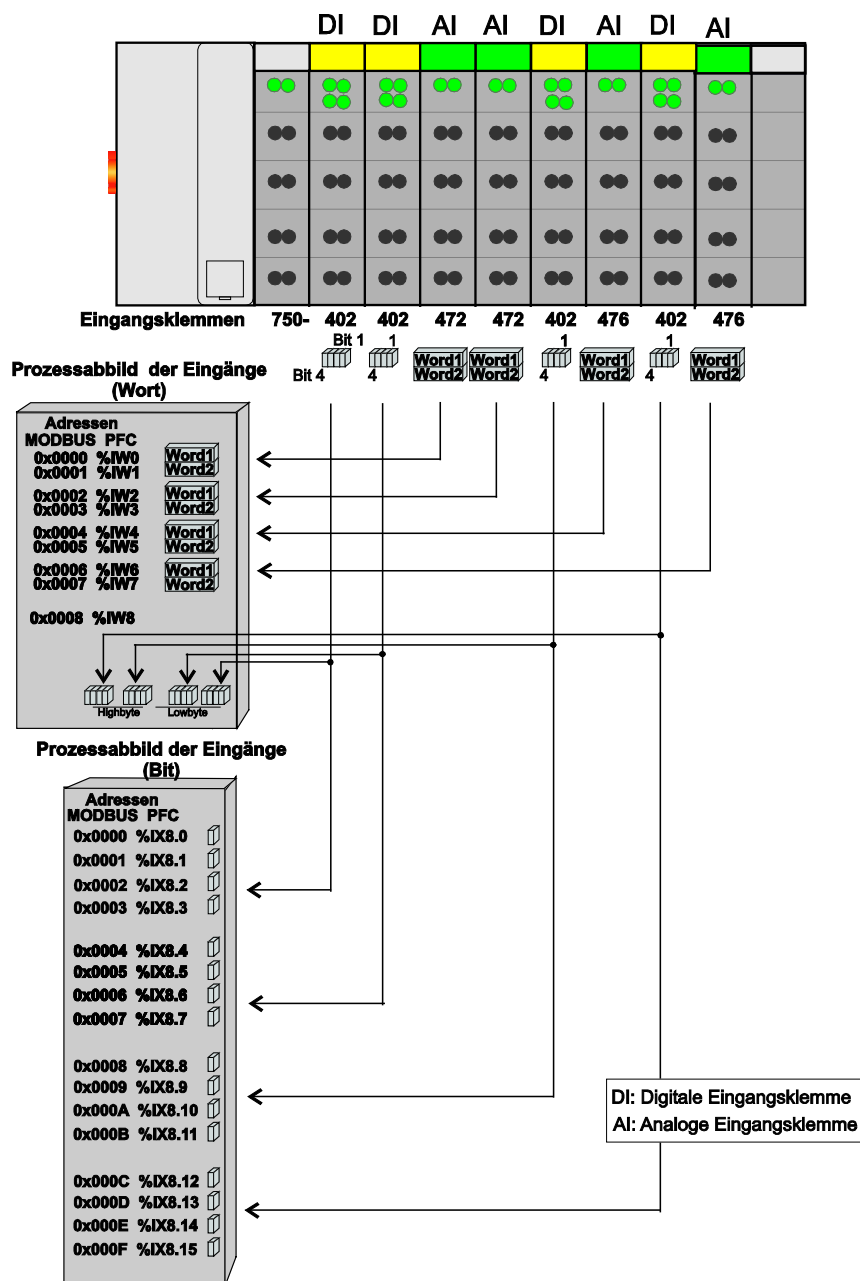 DI DI AI AI DI AI DI AI
Eingangsklemmen 750- 402 402 472 472 402 476 402 476
Bit 1 1 1 1
Bit 4 4 4 4
Word1 Word1 Word1 Word1
Word2 Word2 Word2 Word2
Prozessabbild der Eingänge
(Wort)
Adressen
MODBUS PFC
0x0000 %IW0 Word1
0x0001 %IW1 Word2
0x0002 %IW2 Word1
0x0003 %IW3 Word2
0x0004 %IW4 Word1
0x0005 %IW5 Word2
0x0006 %IW6 Word1
0x0007 %IW7 Word2
0x0008 %IW8
Highbyte Lowbyte
Prozessabbild der Eingänge
(Bit)
Adressen
MODBUS PFC
0x0000 %IX8.0
0x0001 %IX8.1
0x0002 %IX8.2
0x0003 %IX8.3
0x0004 %IX8.4
0x0005 %IX8.5
0x0006 %IX8.6
0x0007 %IX8.7
0x0008 %IX8.8
0x0009 %IX8.9
0x000A %IX8.10
0x000B %IX8.11
0x000C %IX8.12
0x000D %IX8.13
0x000E %IX8.14
0x000F %IX8.15
DI: Digitale Eingangsklemme
AI: Analoge Eingangsklemme